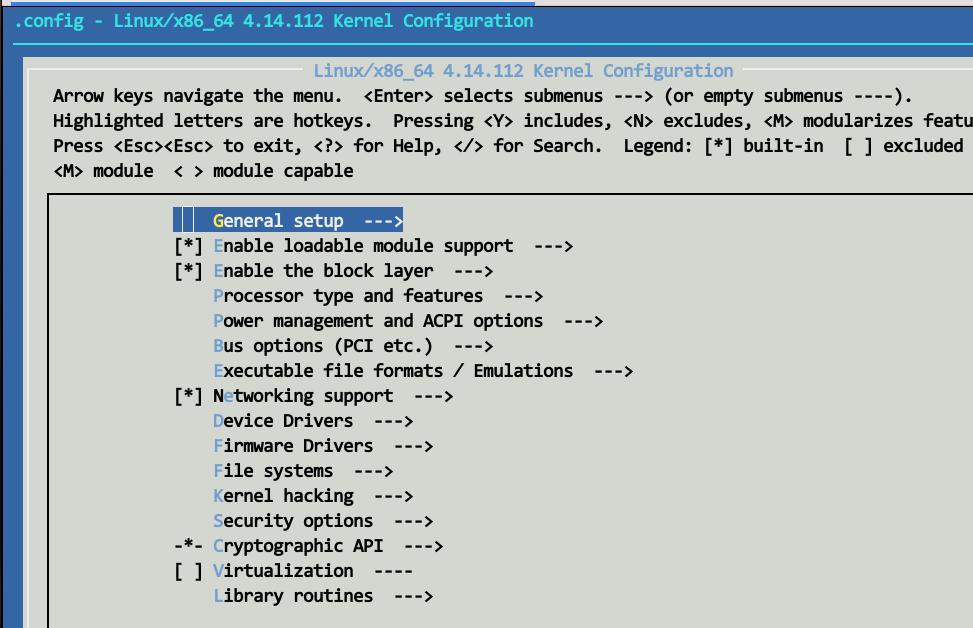 .config - Linux/x86_64 4.14.112 Kernel Configuration
Linux/x86_64 4.14.112 Kernel Configuration
Arrow keys navigate the menu.  <Enter> selects submenus ---> (or empty submenus ----).
Highlighted letters are hotkeys.  Pressing <Y> includes, <N> excludes, <M> modularizes featu
Press <Esc><Esc> to exit, <?> for Help, </> for Search.  Legend: [*] built-in  [ ] excluded
<M> module  < > module capable
General setup  --->
[*] Enable loadable module support  --->
[*] Enable the block layer  --->
Processor type and features  --->
Power management and ACPI options  --->
Bus options (PCI etc.)  --->
Executable file formats / Emulations  --->
[*] Networking support  --->
Device Drivers  --->
Firmware Drivers  --->
File systems  --->
Kernel hacking  --->
Security options  --->
-*- Cryptographic API  --->
[ ] Virtualization  ----
Library routines  --->